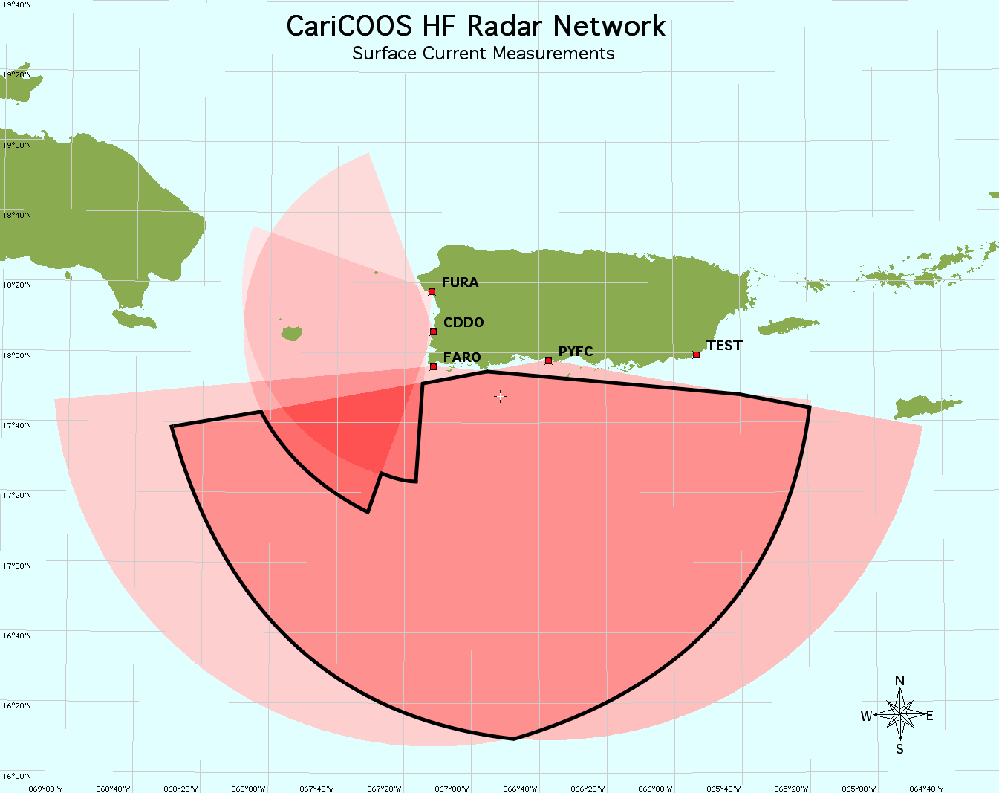 19°40'N
CariCOOS HF Radar Network
Surface Current Measurements
19°20'N
19°00'N
18°40'N
18°20'N
FURA
CDDO
TEST
PYFC
18°00'N
FARO
17°40'N
17°20'N
17°00'N
16°40'N
N
16°20'N
W
E
S
16°00'N
069°00'W 068°40'W 068°20'W 068°00'W 067°40'W 067°20'W 067°00'W 066°40'W 066°20'W 066°00'W 065°40'W 065°20'W 065°00'W 064°40'W